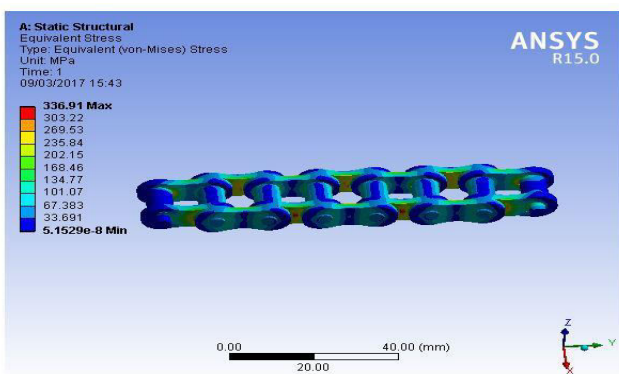 A: Static Structural
Equivalent Stress
Type: Equivalent (von-Mises) Stress
Unit: MPa
Time: 1
09/03/2017 15:43
ANSYS
R15.0
336.91 Max
303.22
269.53
235.84
202.15
168.46
134.77
101.07
67.383
33.691
5.1529e-8 Min
0.00 40.00 (mm)
20.00
Z
Y
X